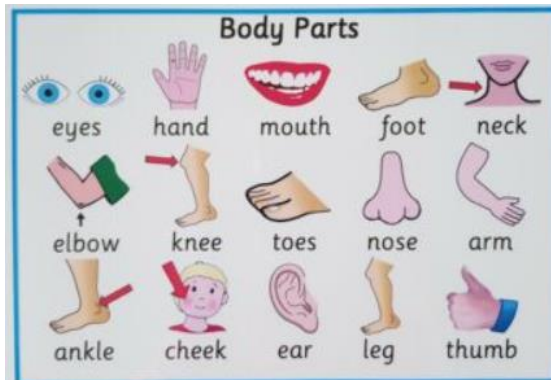 Body Parts
eyes hand mouth foot neck
elbow knee toes nose arm
ankle cheek ear leg thumb